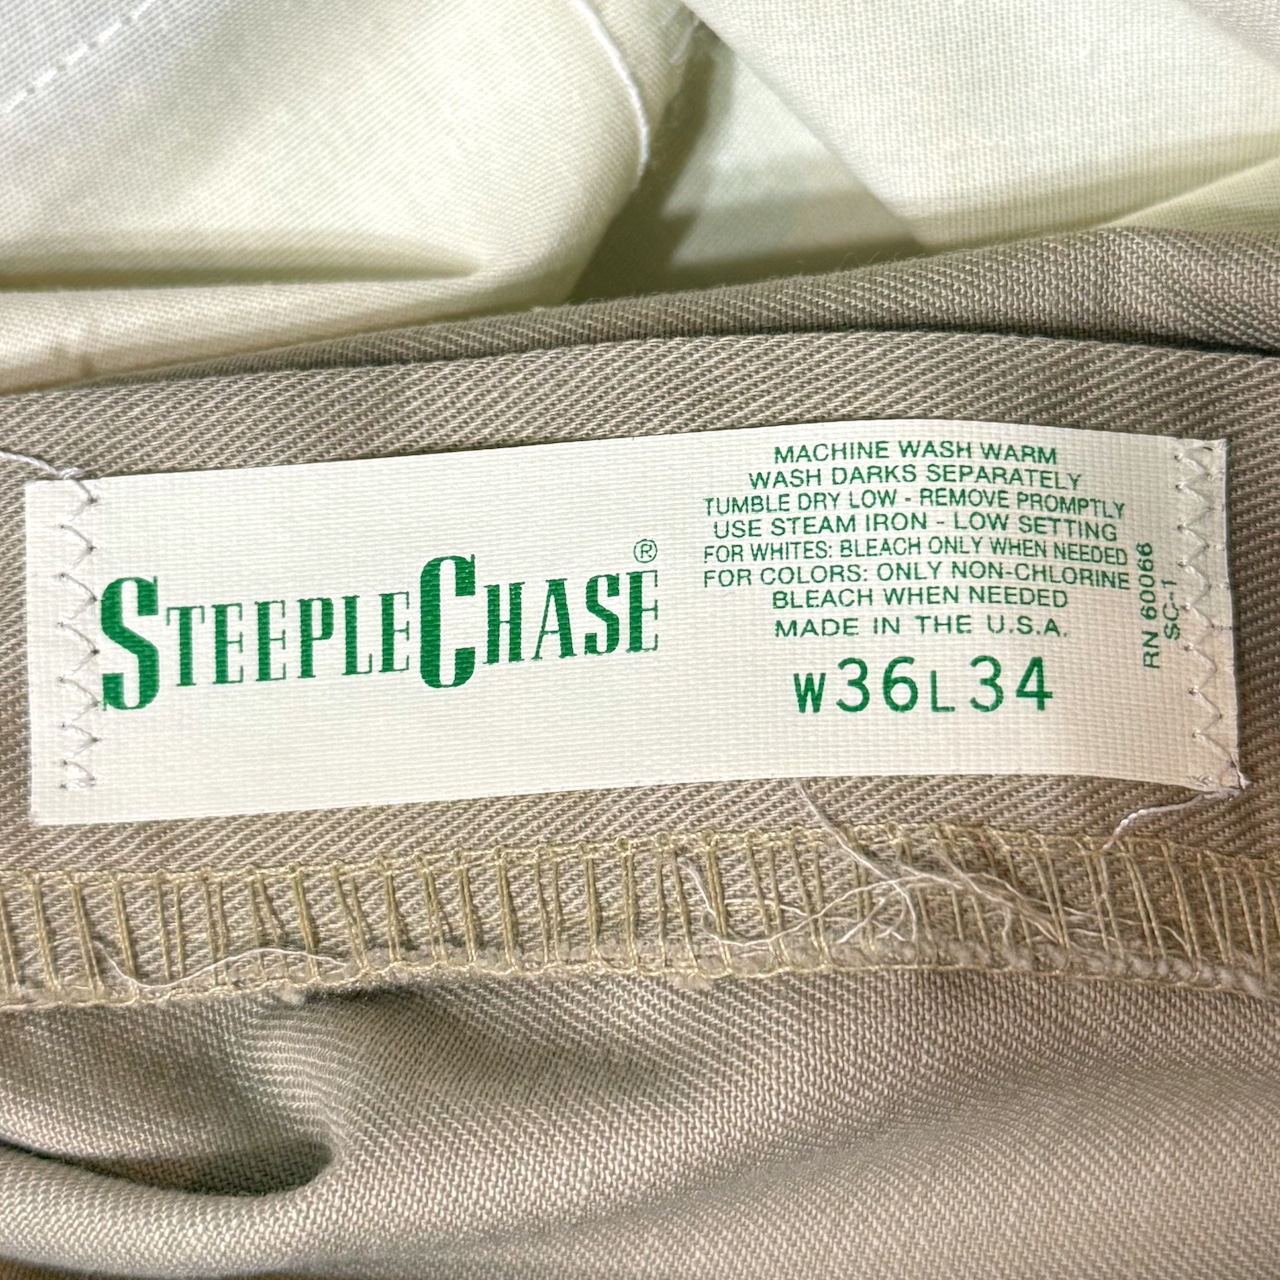 STEEPLECHASE®
MACHINE WASH WARM
WASH DARKS SEPARATELY
TUMBLE DRY LOW - REMOVE PROMPTLY
USE STEAM IRON - LOW SETTING
FOR WHITES: BLEACH ONLY WHEN NEEDED
FOR COLORS: ONLY NON-CHLORINE
BLEACH WHEN NEEDED
MADE IN THE U.S.A.
W36L34
RN 60066
SC-1